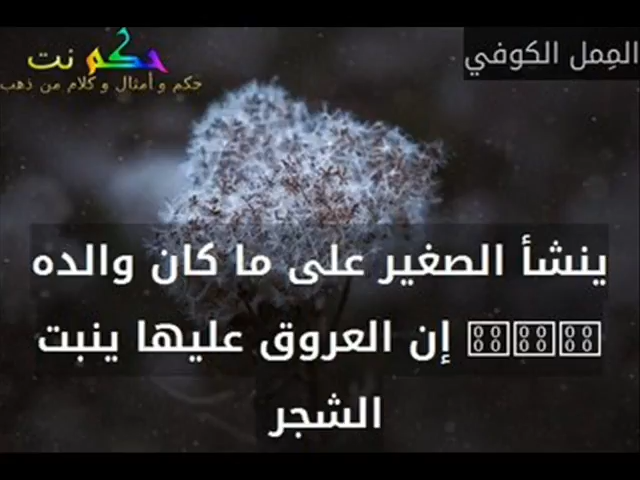 حكم نت
حكم و أمثال و كلام من ذهب
المِمل الكوفي
ينشأ الصغير على ما كان والده
إن العروق عليها ينبت
الشجر